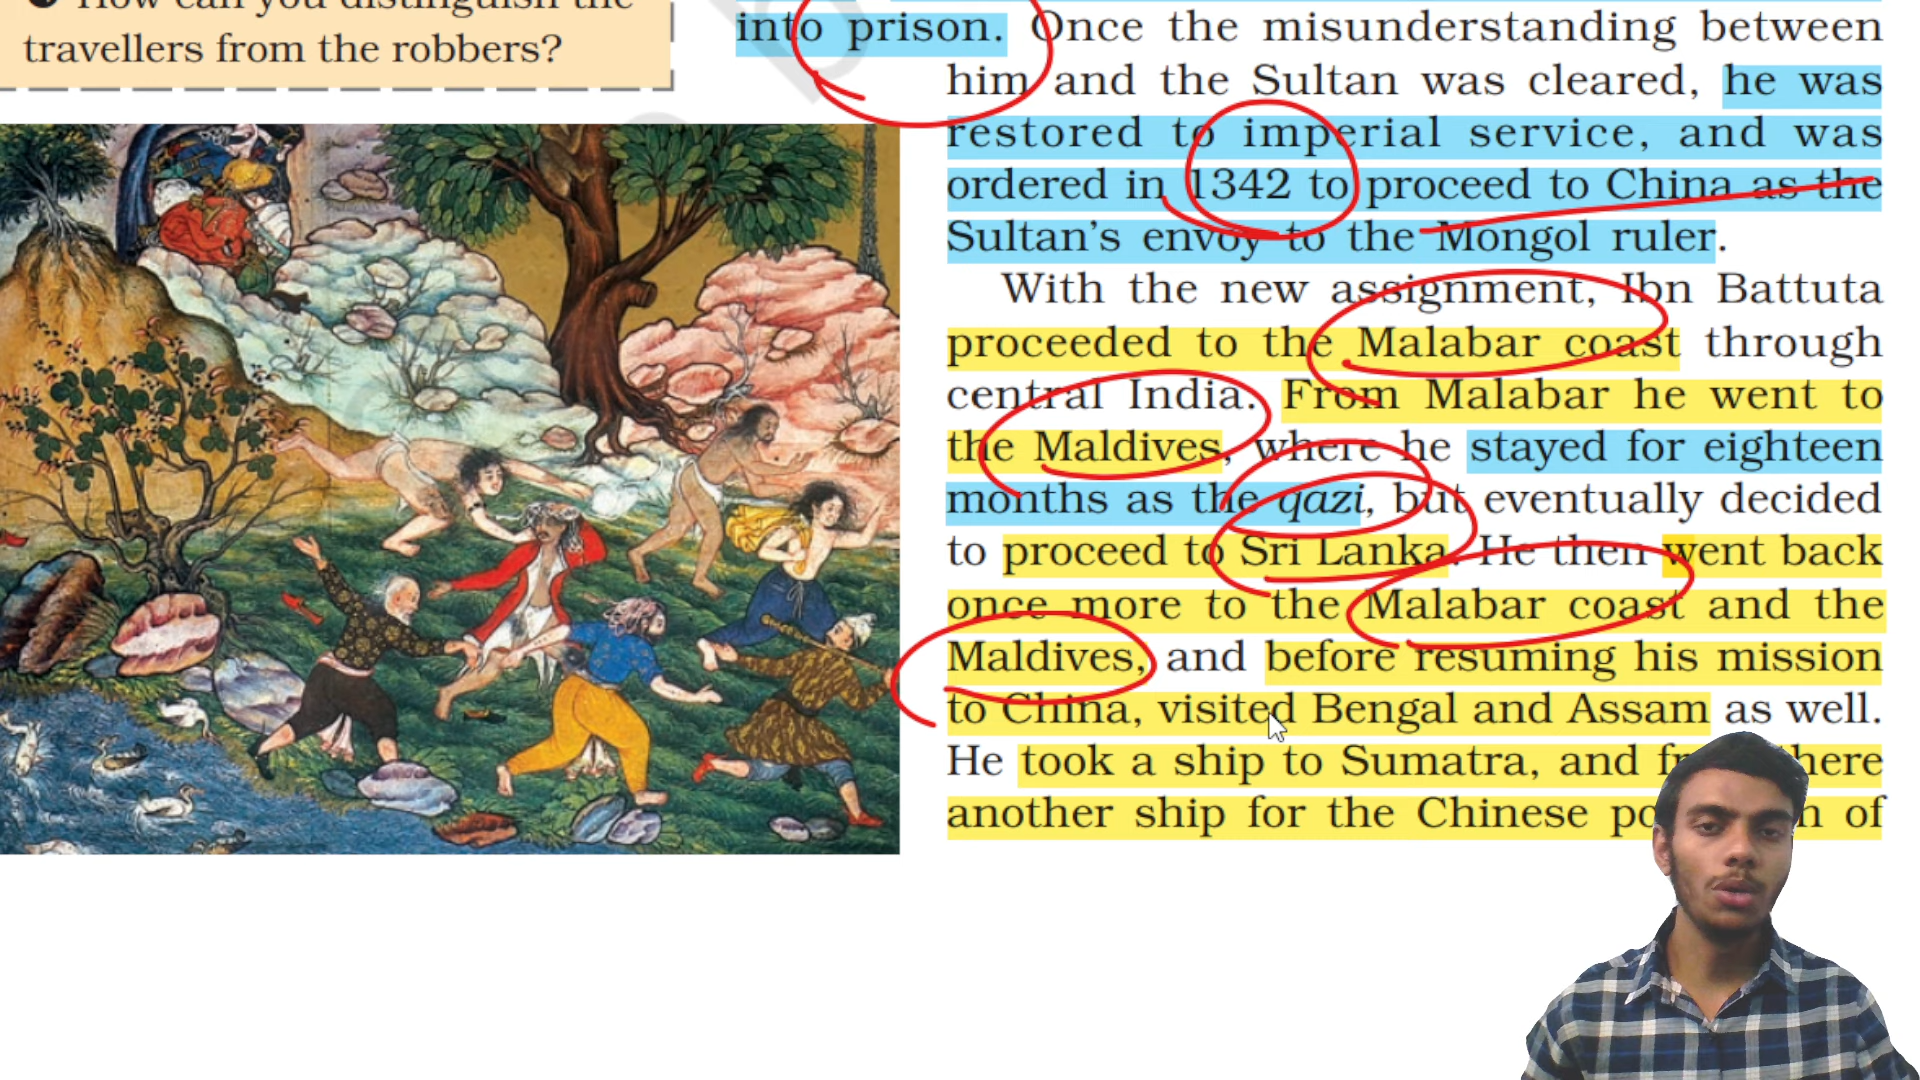 How can you distinguish the
travellers from the robbers?
into prison. Once the misunderstanding between
him and the Sultan was cleared, he was
restored to imperial service, and was
ordered in 1342 to proceed to China as the
Sultan's envoy to the Mongol ruler.
With the new assignment, Ibn Battuta
proceeded to the Malabar coast through
central India. From Malabar he went to
the Maldives, where he stayed for eighteen
months as the qazi, but eventually decided
to proceed to Sri Lanka. He then went back
once more to the Malabar coast and the
Maldives, and before resuming his mission
to China, visited Bengal and Assam as well.
He took a ship to Sumatra, and
another ship for the Chinese of